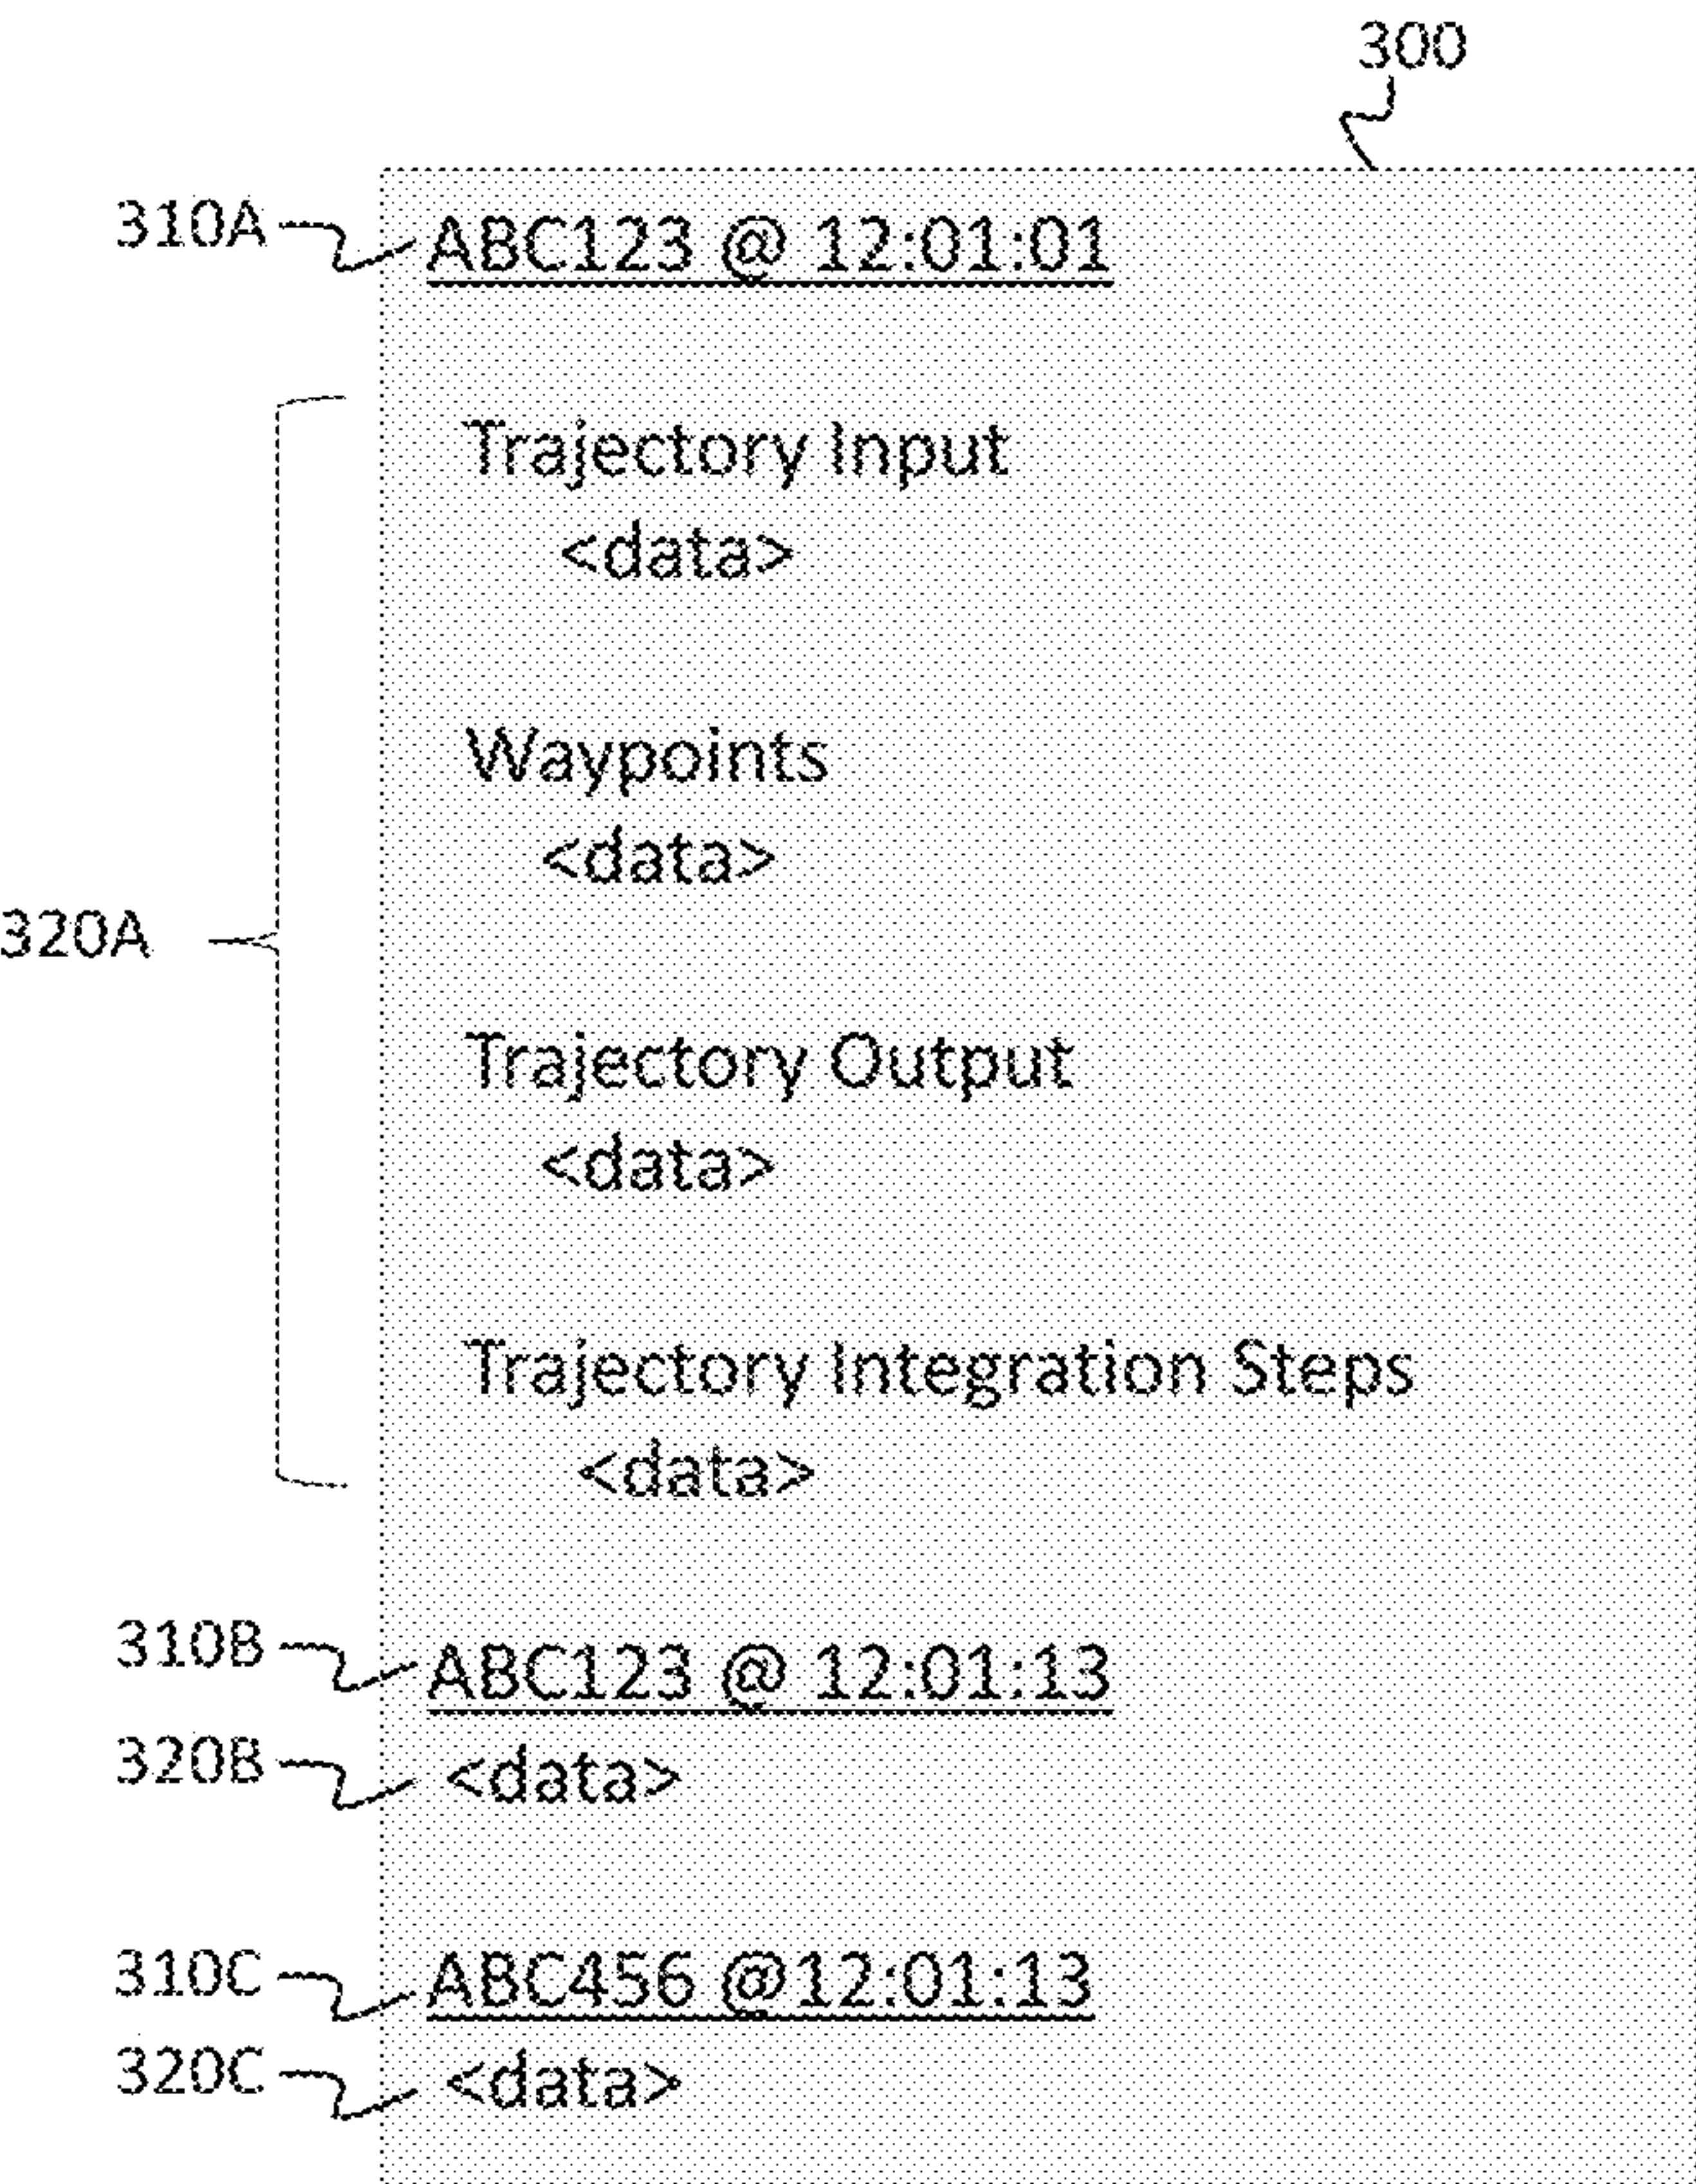 300
310A ABC123 @ 12:01:01
Trajectory Input
<data>
Waypoints
<data>
320A
Trajectory Output
<data>
Trajectory Integration Steps
<data>
310B ABC123 @ 12:01:13
320B <data>
310C ABC456 @12:01:13
320C <data>